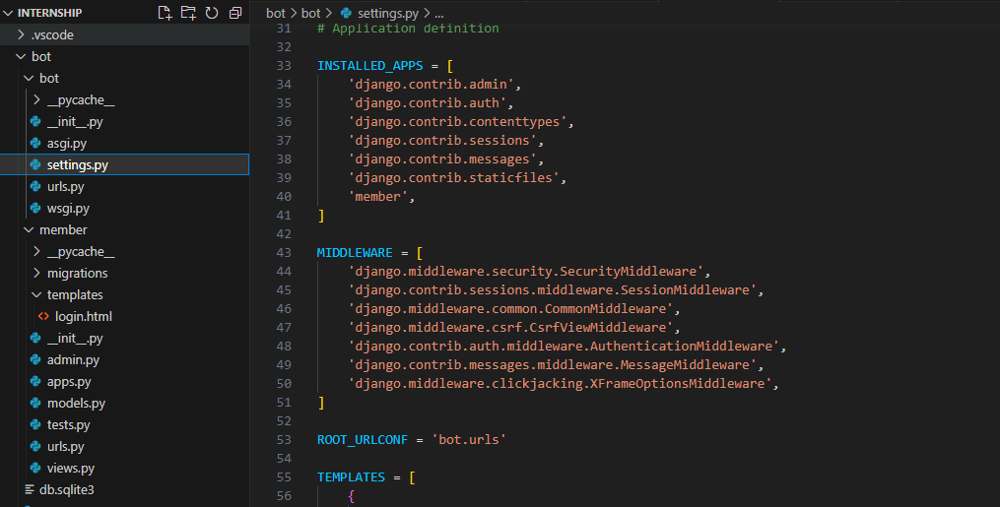 INTERNSHIP
.vscode
bot
bot
__pycache__
__init__.py
asgi.py
settings.py
urls.py
wsgi.py
member
__pycache__
migrations
templates
<> login.html
__init__.py
admin.py
apps.py
models.py
tests.py
urls.py
views.py
db.sqlite3
bot > bot > settings.py > ...
31 # Application definition
32
33 INSTALLED_APPS = [
34     'django.contrib.admin',
35     'django.contrib.auth',
36     'django.contrib.contenttypes',
37     'django.contrib.sessions',
38     'django.contrib.messages',
39     'django.contrib.staticfiles',
40     'member',
41 ]
42
43 MIDDLEWARE = [
44     'django.middleware.security.SecurityMiddleware',
45     'django.contrib.sessions.middleware.SessionMiddleware',
46     'django.middleware.common.CommonMiddleware',
47     'django.middleware.csrf.CsrfViewMiddleware',
48     'django.contrib.auth.middleware.AuthenticationMiddleware',
49     'django.contrib.messages.middleware.MessageMiddleware',
50     'django.middleware.clickjacking.XFrameOptionsMiddleware',
51 ]
52
53 ROOT_URLCONF = 'bot.urls'
54
55 TEMPLATES = [
56     {